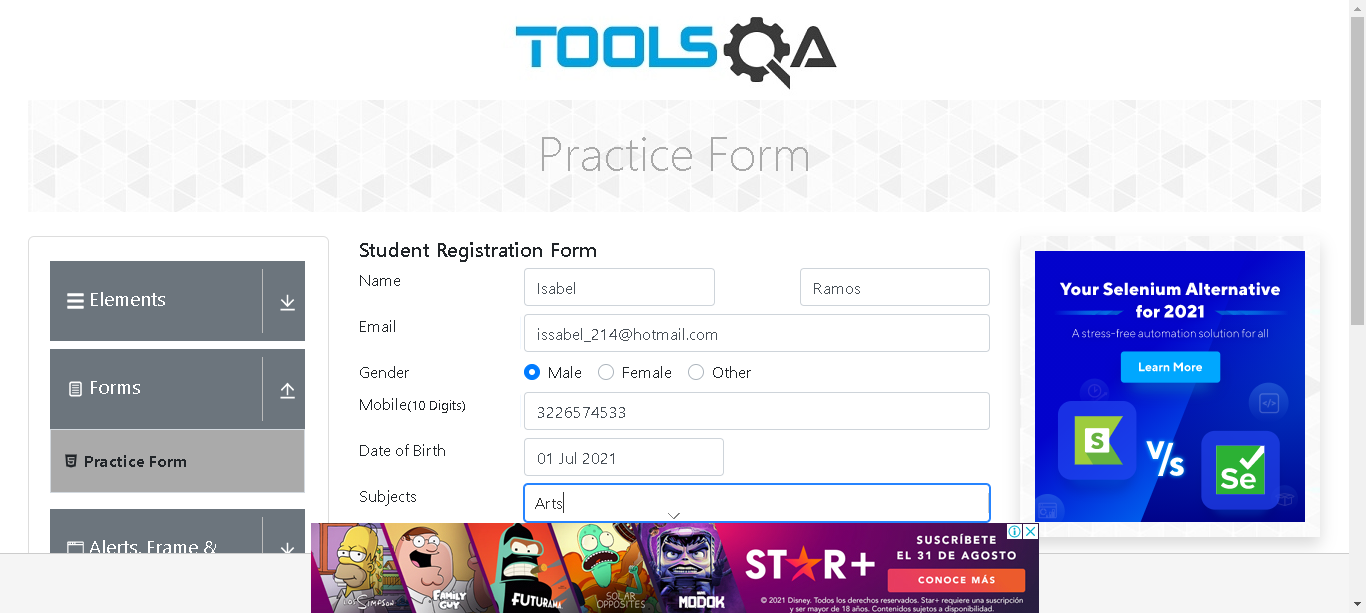 TOOLSQA
Practice Form
Elements
Forms
Practice Form
Alerts, Frame &
Student Registration Form
Name
Isabel
Ramos
Email
issabel_214@hotmail.com
Gender
Male
Female
Other
Mobile(10 Digits)
3226574533
Date of Birth
01 Jul 2021
Subjects
Arts
Your Selenium Alternative
for 2021
A stress-free automation solution for all
Learn More
S
V/s
Se
LOS SIMPSON
FAMILY
GUY
FUTURAMA
SOLAR
OPPOSITES
MODOK
STAR+
SUSCRÍBETE
EL 31 DE AGOSTO
CONOCE MÁS
© 2021 Disney. Todos los derechos reservados. Star+ requiere una suscripción
y ser mayor de 18 años. Contenidos sujetos a disponibilidad.